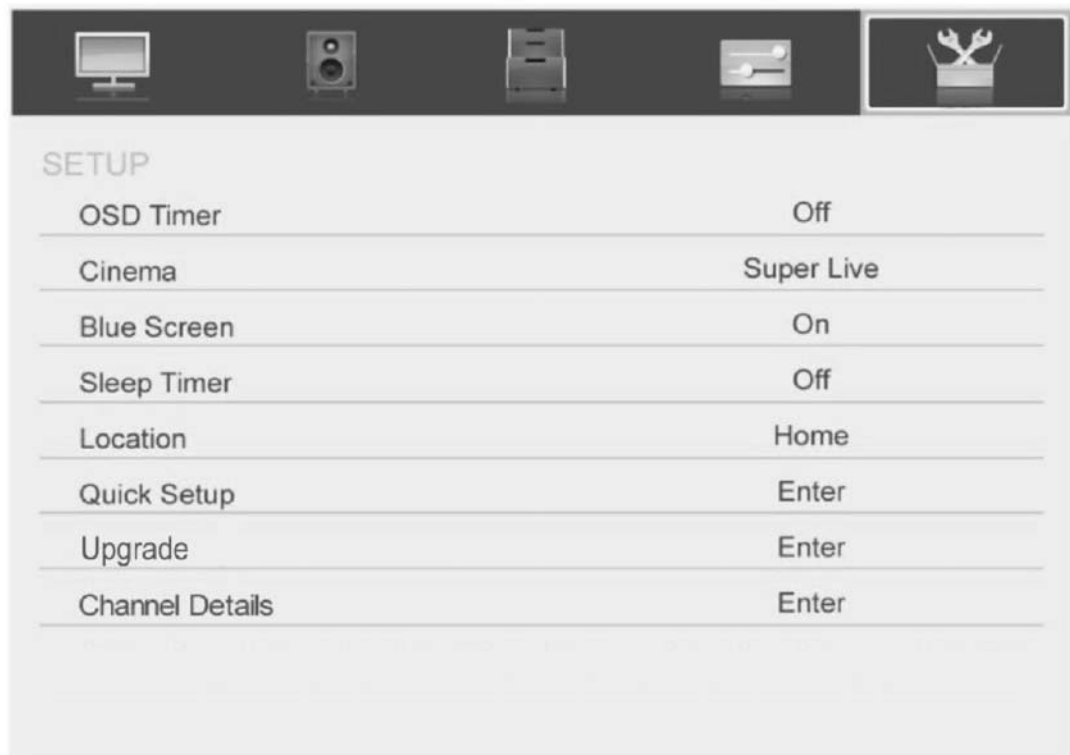 SETUP
OSD Timer Off
Cinema Super Live
Blue Screen On
Sleep Timer Off
Location Home
Quick Setup Enter
Upgrade Enter
Channel Details Enter